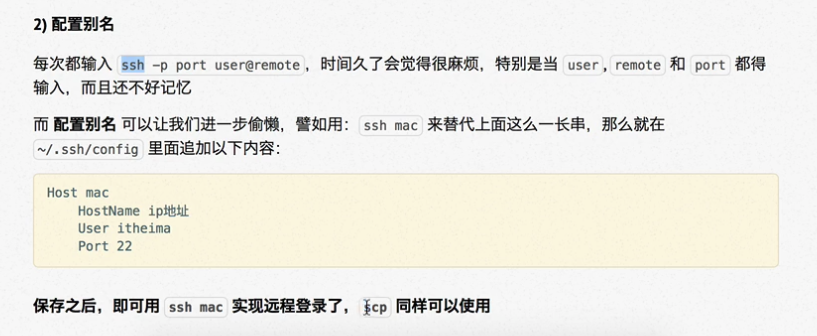 2) 配置别名
每次都输入 ssh -p port user@remote，时间久了会觉得很麻烦，特别是当 user, remote 和 port 都得
输入，而且还不好记忆
而 配置别名 可以让我们进一步偷懒，譬如用：ssh mac 来替代上面这么一长串，那么就在
~/.ssh/config 里面追加以下内容：
Host mac
    HostName ip地址
    User itheima
    Port 22
保存之后，即可用 ssh mac 实现远程登录了，scp 同样可以使用